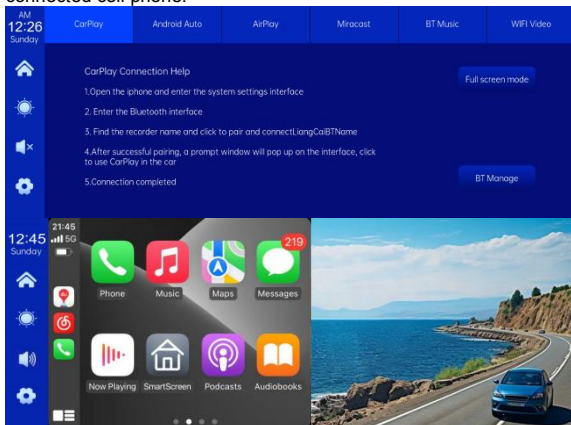 connected cell phone.
AM
12:26
Sunday
CarPlay
Android Auto
AirPlay
Miracast
BT Music
WIFI Video
CarPlay Connection Help
1.Open the iphone and enter the system settings interface
2. Enter the Bluetooth interface
3. Find the recorder name and click to pair and connectLiangCaiBTName
4.After successful pairing, a prompt window will pop up on the interface, click
to use CarPlay in the car
5.Connection completed
Full screen mode
BT Manage
12:45
Sunday
21:45
5G
219
Phone
Music
Maps
Messages
Now Playing
SmartScreen
Podcasts
Audiobooks